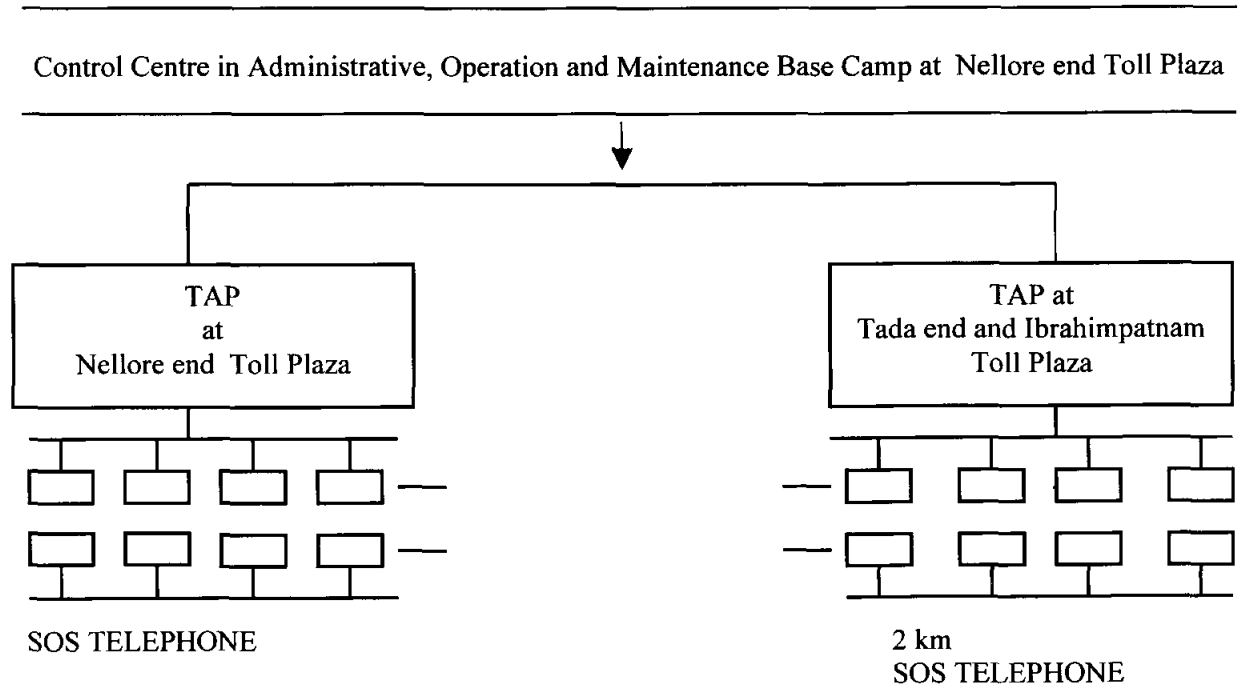 Control Centre in Administrative, Operation and Maintenance Base Camp at Nellore end Toll Plaza
TAP
at
Nellore end Toll Plaza
TAP at
Tada end and Ibrahimpatnam
Toll Plaza
SOS TELEPHONE
2 km
SOS TELEPHONE